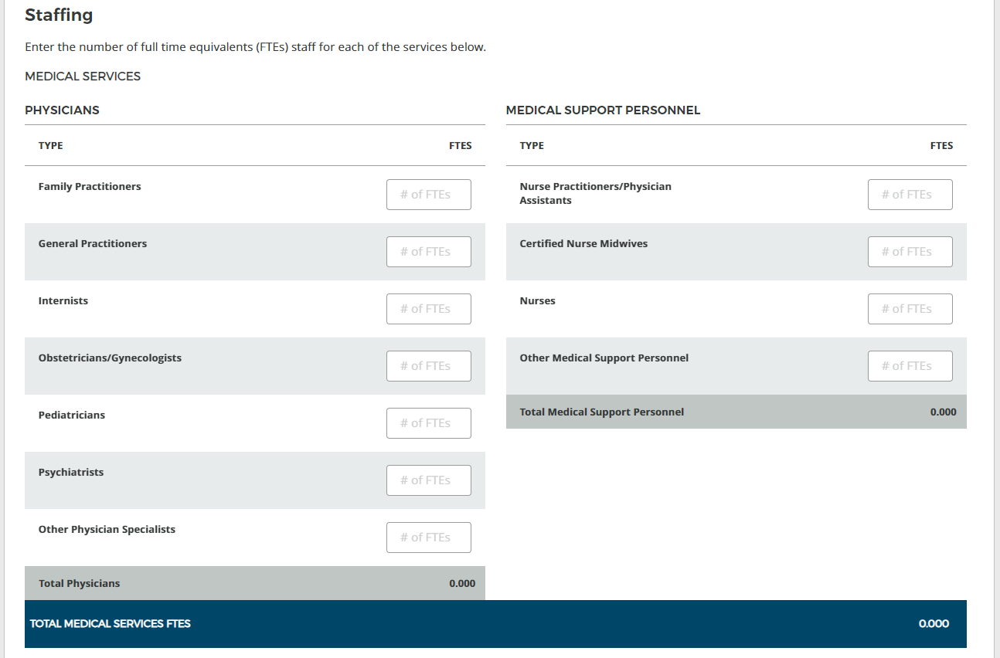 Staffing
Enter the number of full time equivalents (FTEs) staff for each of the services below.
MEDICAL SERVICES
PHYSICIANS
TYPE FTES
Family Practitioners # of FTEs
General Practitioners # of FTEs
Internists # of FTEs
Obstetricians/Gynecologists # of FTEs
Pediatricians # of FTEs
Psychiatrists # of FTEs
Other Physician Specialists # of FTEs
Total Physicians 0.000
MEDICAL SUPPORT PERSONNEL
TYPE FTES
Nurse Practitioners/Physician
Assistants # of FTEs
Certified Nurse Midwives # of FTEs
Nurses # of FTEs
Other Medical Support Personnel # of FTEs
Total Medical Support Personnel 0.000
TOTAL MEDICAL SERVICES FTES 0.000